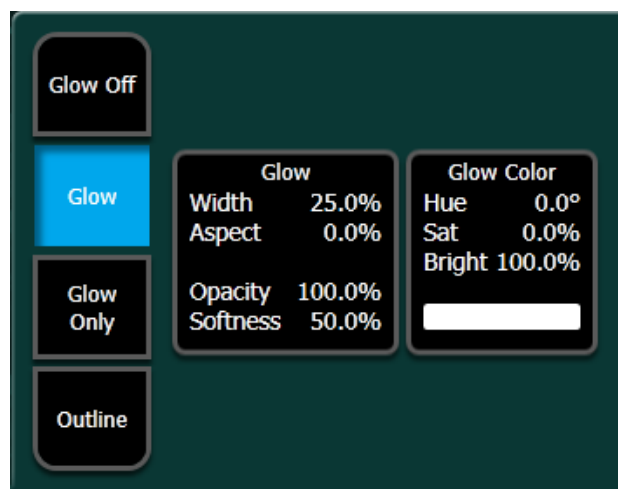 Glow Off
Glow
Glow
Only
Outline
Glow
Width 25.0%
Aspect 0.0%
Opacity 100.0%
Softness 50.0%
Glow Color
Hue 0.0°
Sat 0.0%
Bright 100.0%